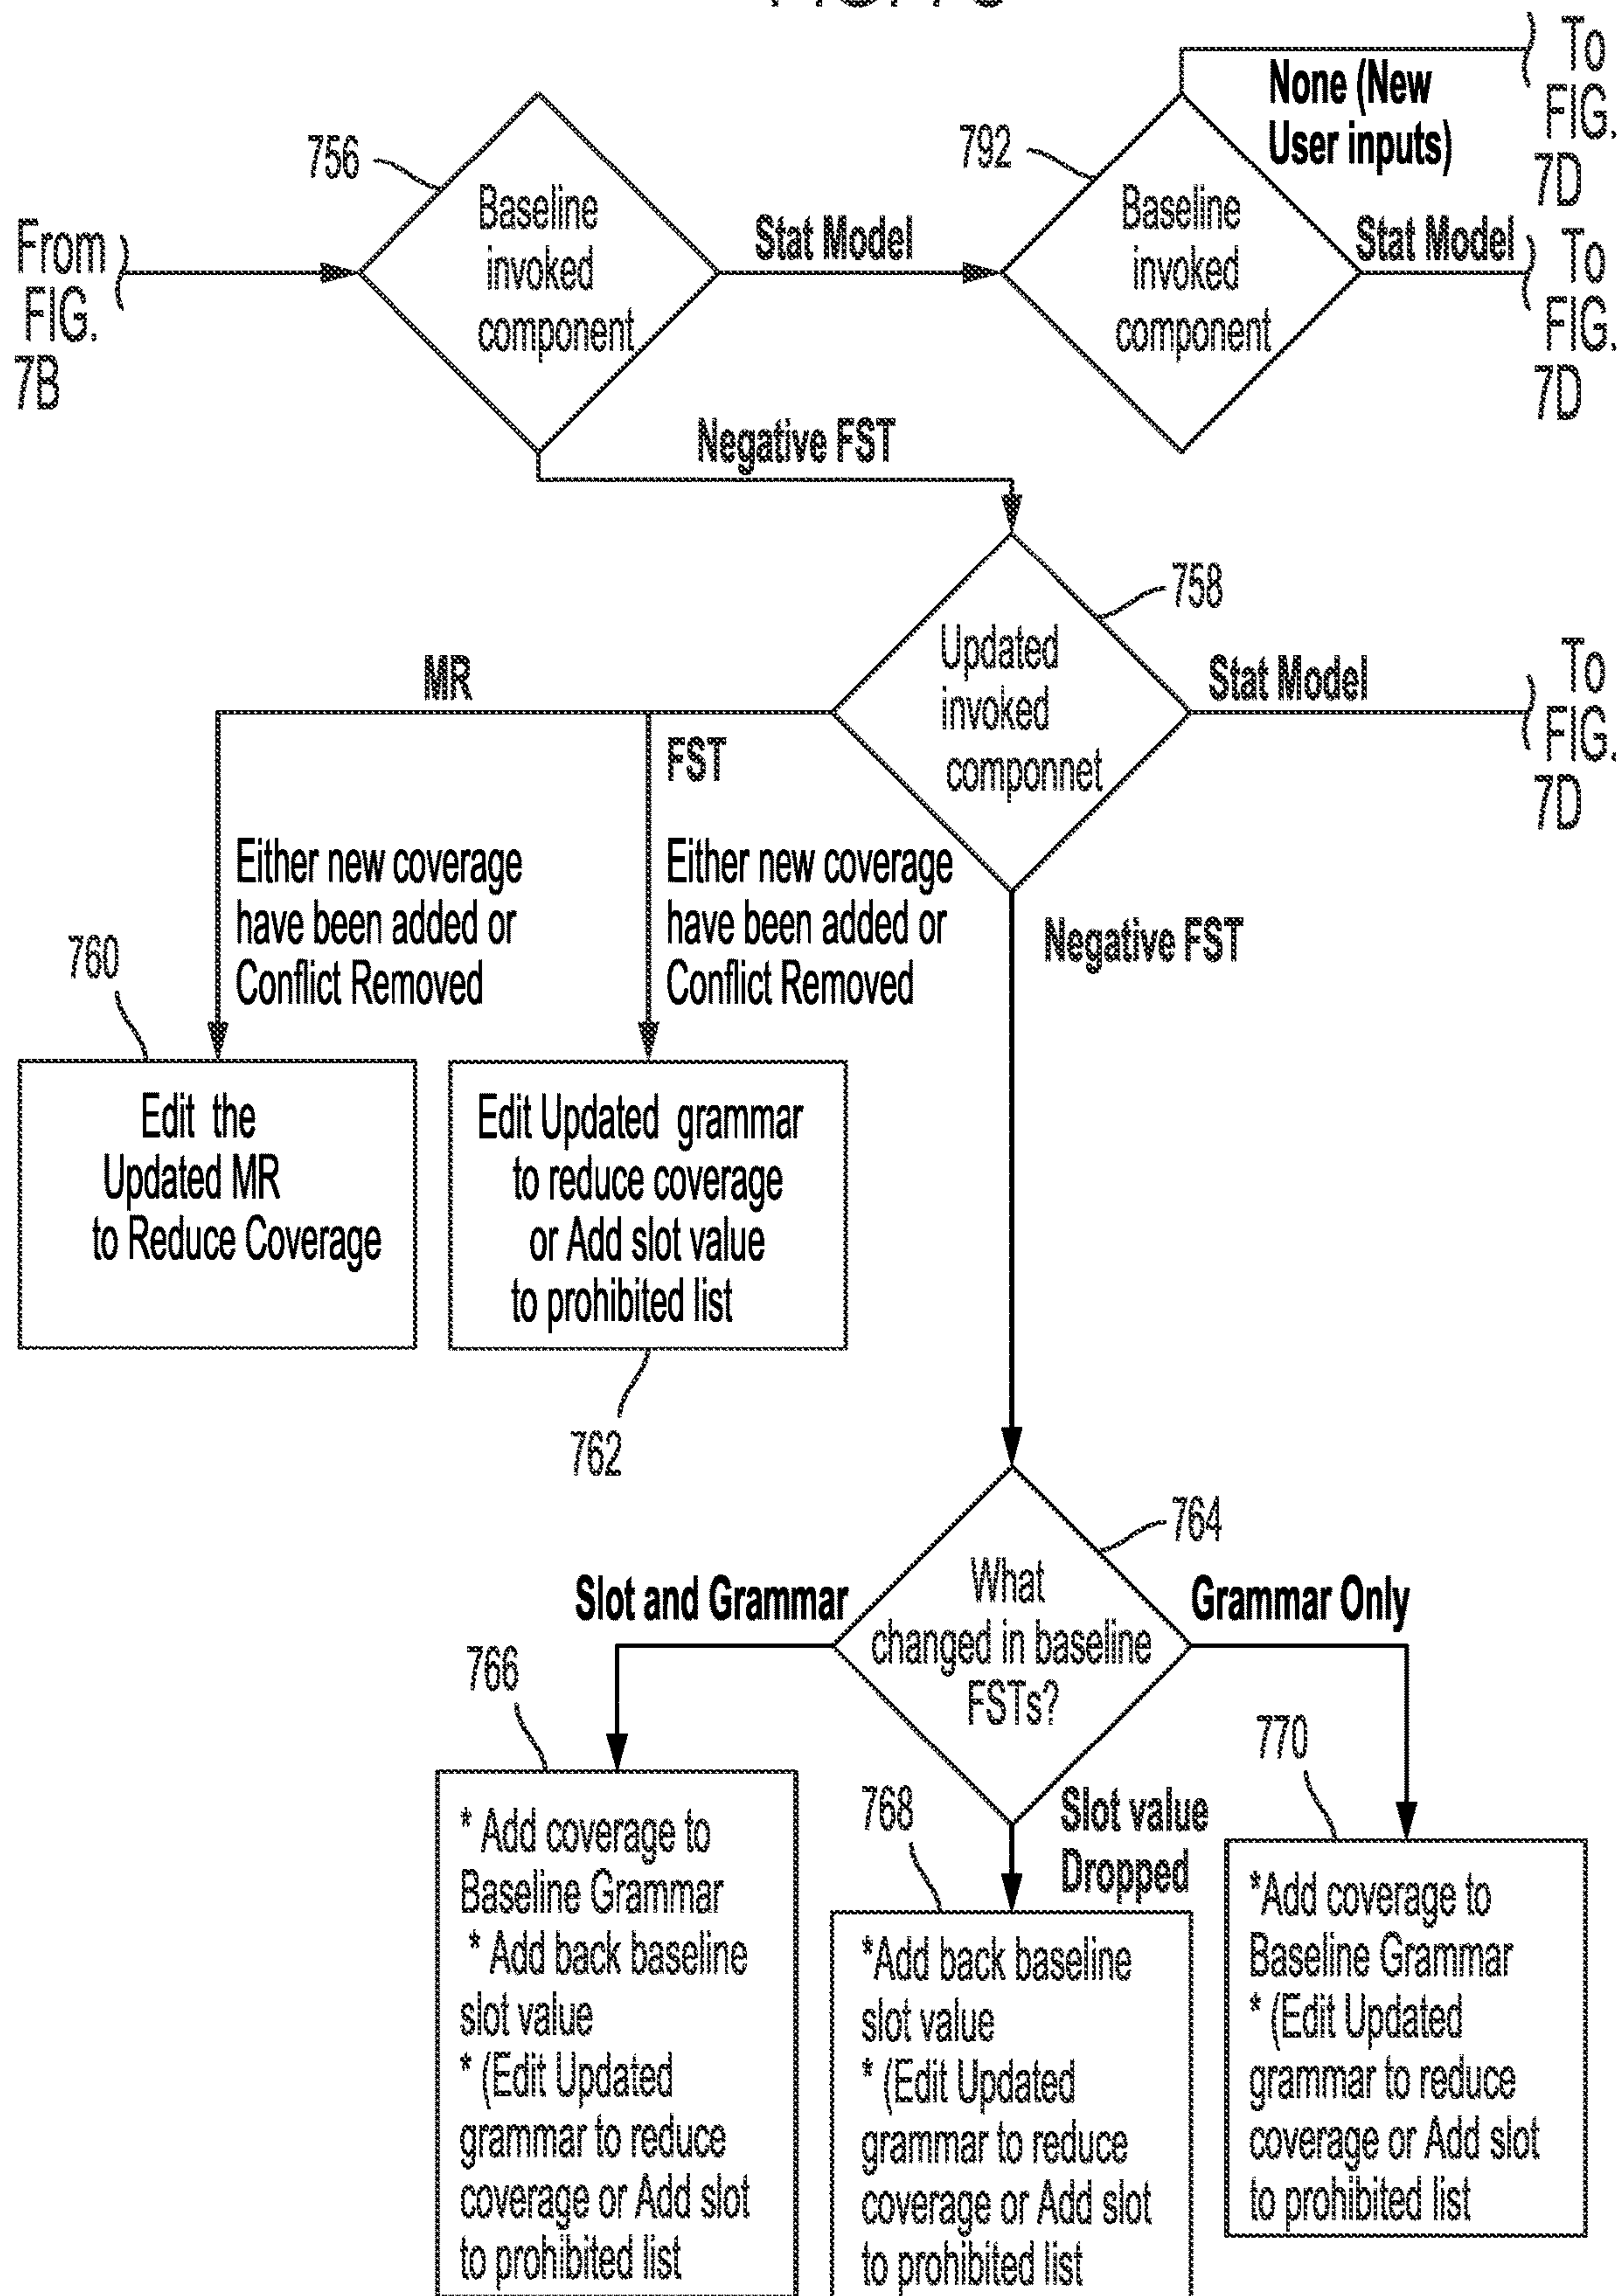 To
FIG.
7D
None (New
User inputs)
756
792
Baseline
invoked
component
Baseline
invoked
component
From
FIG.
7B
Stat Model
Stat Model
To
FIG.
7D
Negative FST
758
Updated
invoked
componnet
MR
FST
Stat Model
To
FIG.
7D
Either new coverage
have been added or
Conflict Removed
Either new coverage
have been added or
Conflict Removed
Negative FST
760
Edit the
Updated MR
to Reduce Coverage
Edit Updated grammar
to reduce coverage
or Add slot value
to prohibited list
762
764
What
changed in baseline
FSTs?
Slot and Grammar
Grammar Only
766
768
Slot value
Dropped
770
* Add coverage to
Baseline Grammar
* Add back baseline
slot value
* (Edit Updated
grammar to reduce
coverage or Add slot
to prohibited list
*Add back baseline
slot value
* (Edit Updated
grammar to reduce
coverage or Add slot
to prohibited list
*Add coverage to
Baseline Grammar
* (Edit Updated
grammar to reduce
coverage or Add slot
to prohibited list